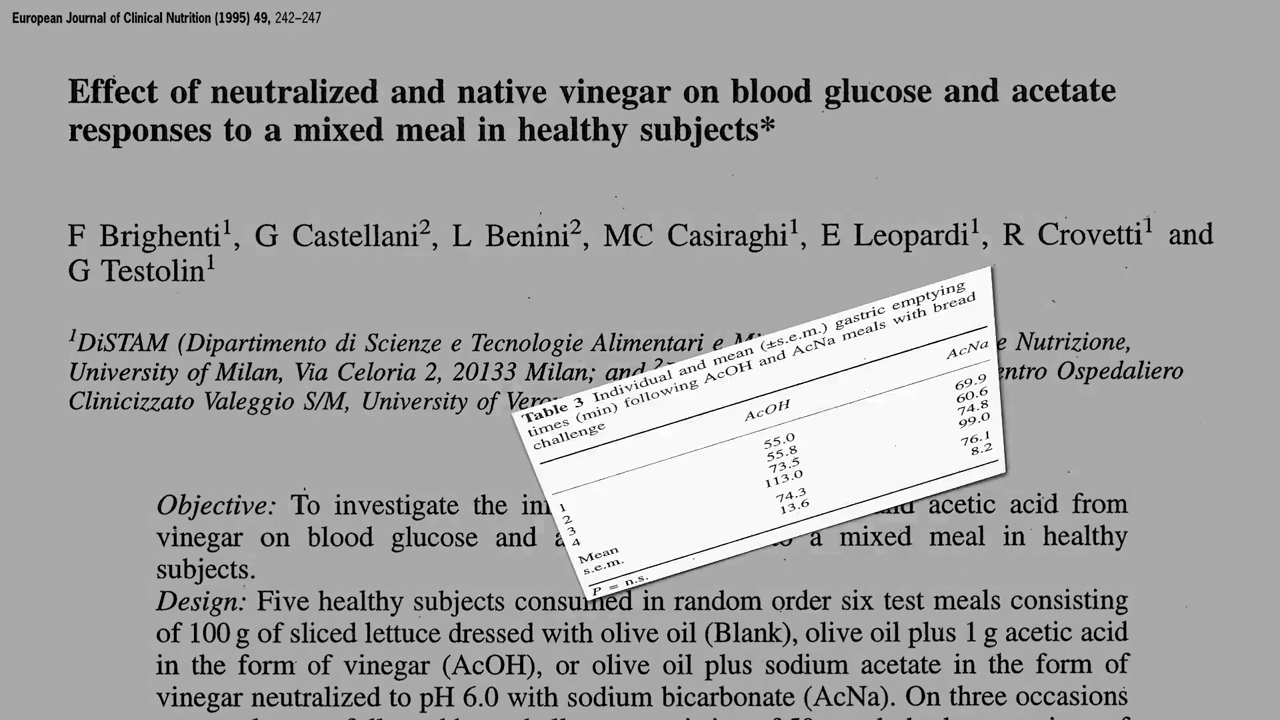 European Journal of Clinical Nutrition (1995) 49, 242–247
Effect of neutralized and native vinegar on blood glucose and acetate
responses to a mixed meal in healthy subjects*
F Brighenti1, G Castellani2, L Benini2, MC Casiraghi1, E Leopardi1, R Crovetti1 and
G Testolin1
1DiSTAM (Dipartimento di Scienze e Tecnologie Alimentari e e Nutrizione,
University of Milan, Via Celoria 2, 20133 Milan; and Ospedaliero
Clinicizzato Valeggio S/M, University of
Table 3 Individual and mean (±s.e.m.) gastric emptying
times (min) following AcOH and AcNa meals with bread
challenge
AcOH AcNa
1 55.0 69.9
2 55.8 60.6
3 73.5 74.8
4 113.0 99.0
Mean 74.3 76.1
s.e.m. 13.6 8.2
P = n.s.
Objective: To investigate the acetic acid from
vinegar on blood glucose and a mixed meal in healthy
subjects.
Design: Five healthy subjects consumed in random order six test meals consisting
of 100 g of sliced lettuce dressed with olive oil (Blank), olive oil plus 1 g acetic acid
in the form of vinegar (AcOH), or olive oil plus sodium acetate in the form of
vinegar neutralized to pH 6.0 with sodium bicarbonate (AcNa). On three occasions